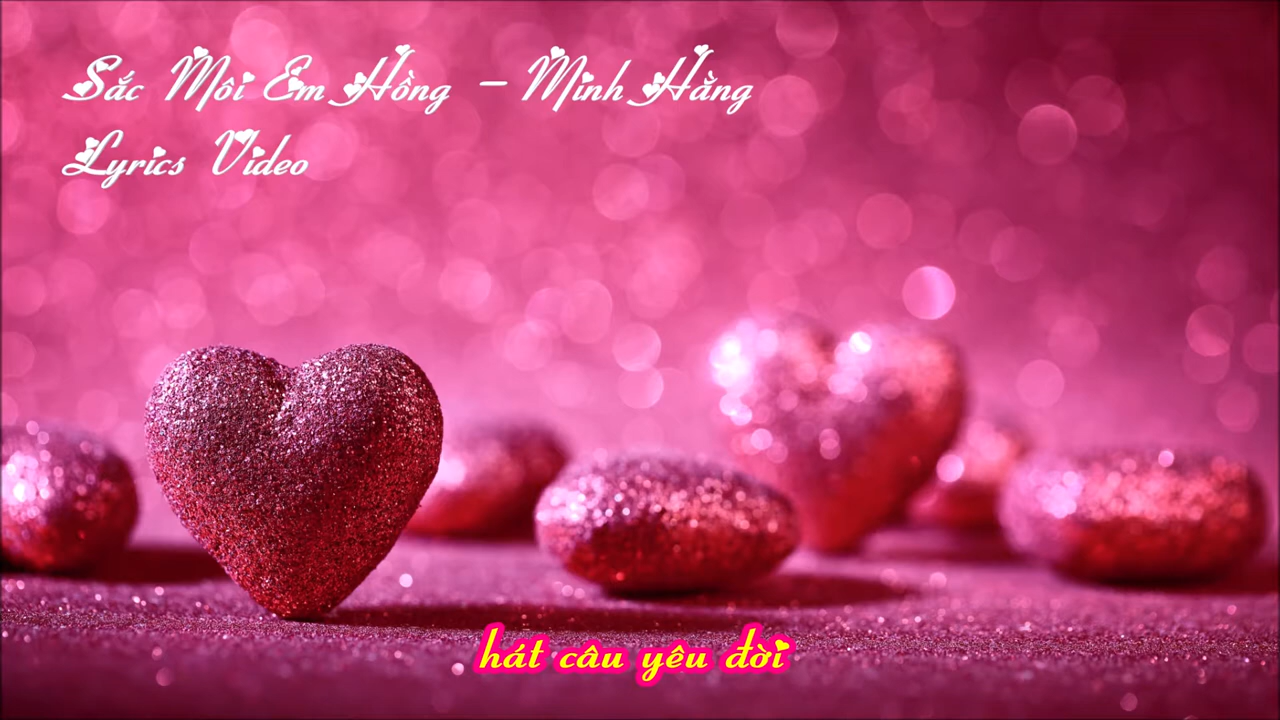 Sắc Môi Em Hồng - Minh Hằng
Lyrics Video
hát câu yêu đời